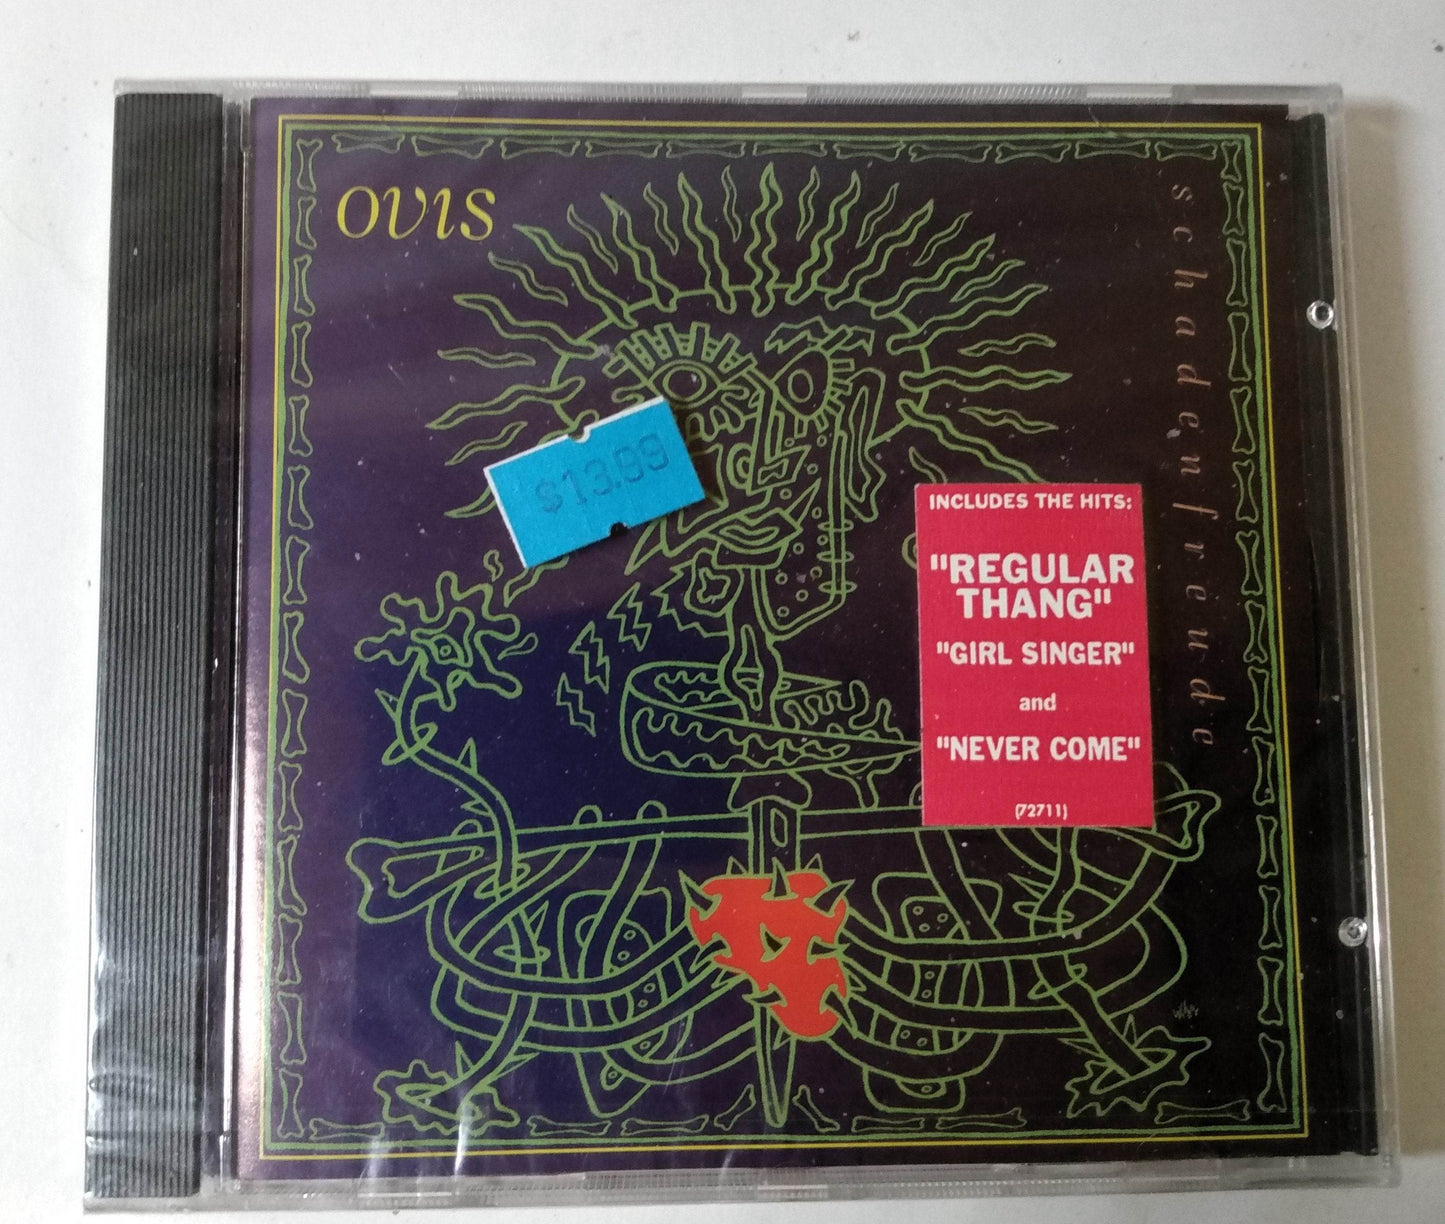 ovis
schadenfreude
$13.99
INCLUDES THE HITS:
"REGULAR
THANG"
"GIRL SINGER"
and
"NEVER COME"
(72711)